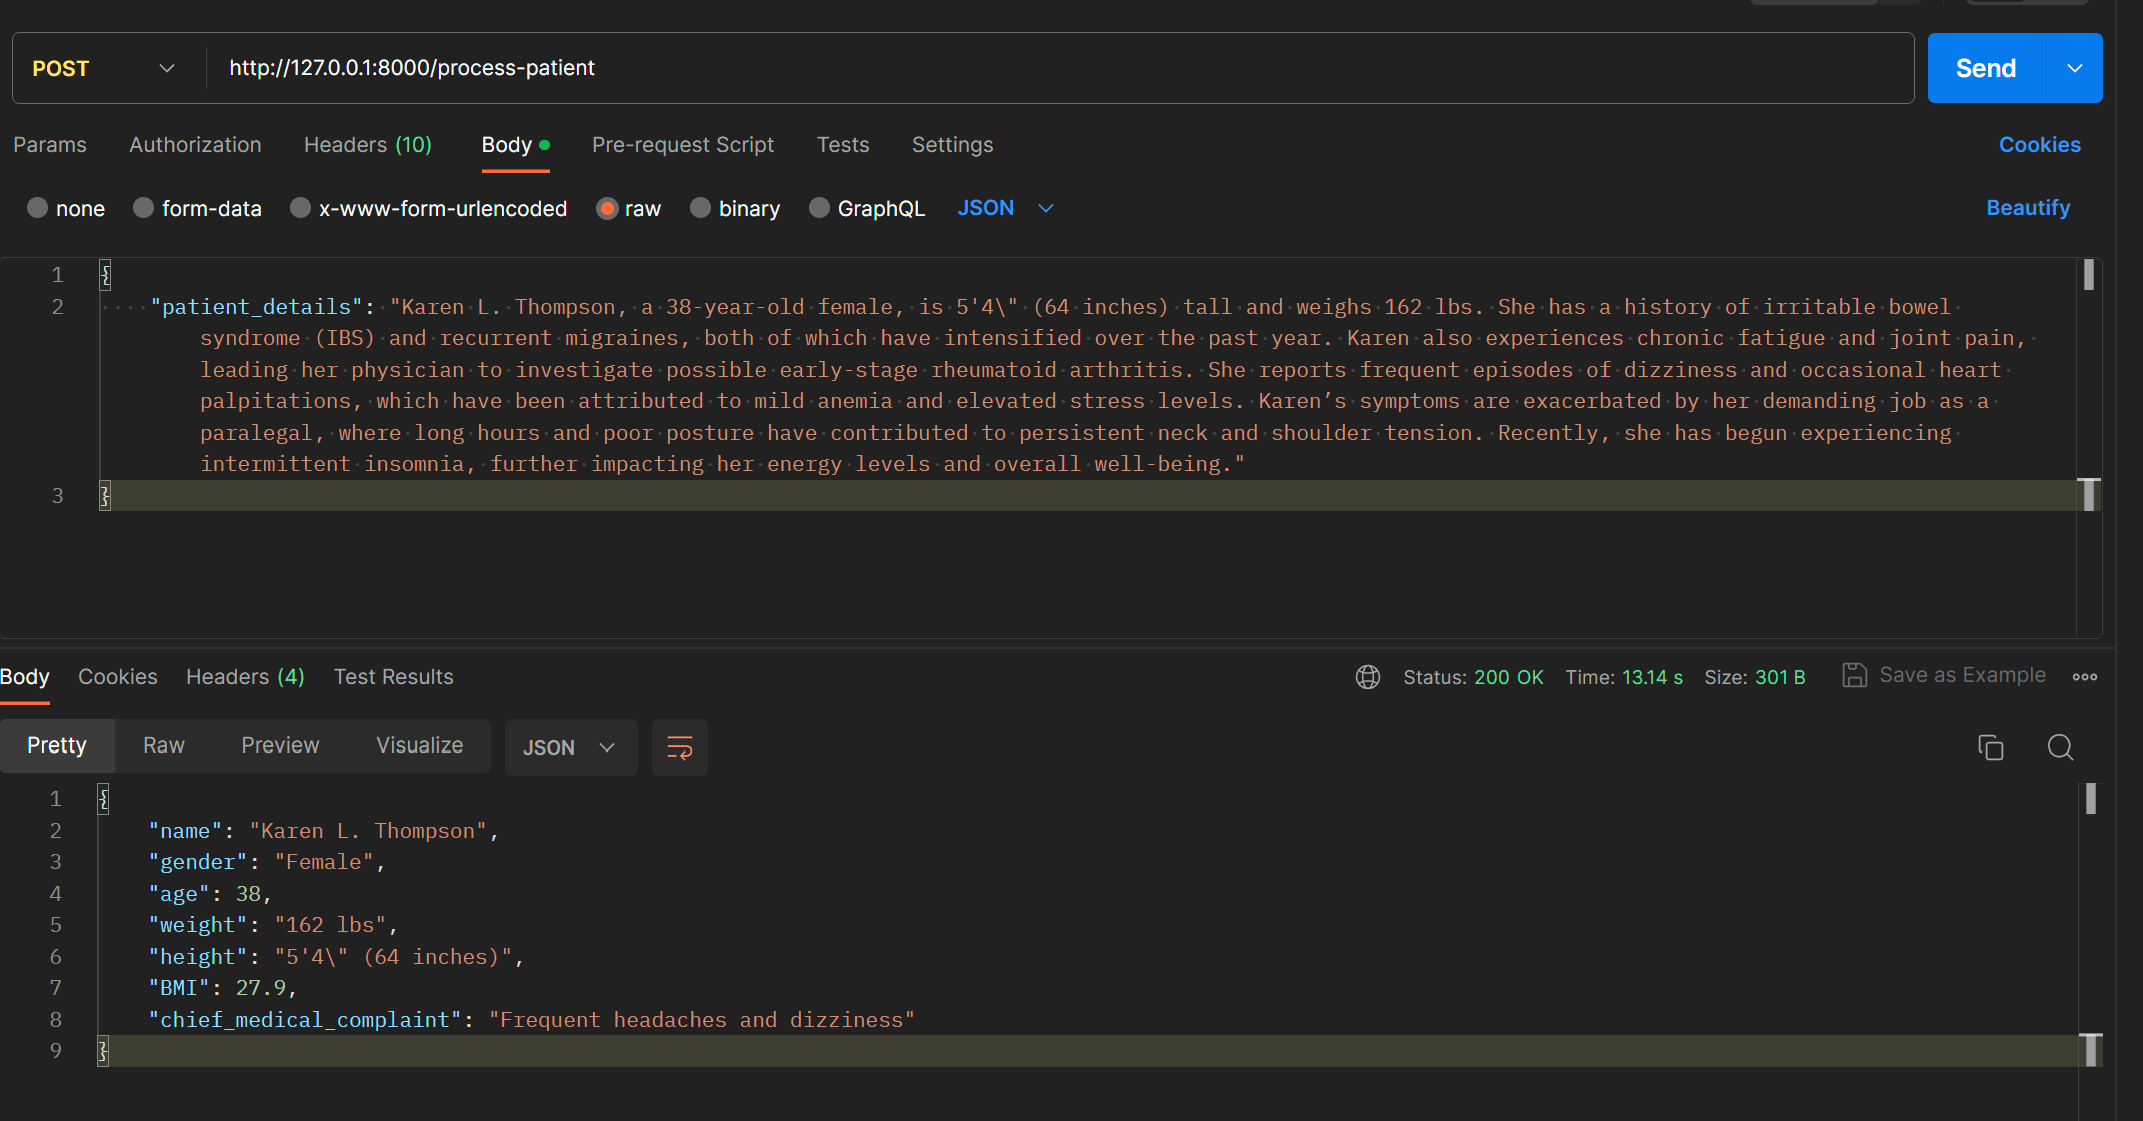 POST http://127.0.0.1:8000/process-patient Send
Params Authorization Headers (10) Body Pre-request Script Tests Settings Cookies
none form-data x-www-form-urlencoded raw binary GraphQL JSON Beautify
1 {
2 "patient_details": "Karen L. Thompson, a 38-year-old female, is 5'4\" (64 inches) tall and weighs 162 lbs. She has a history of irritable bowel
syndrome (IBS) and recurrent migraines, both of which have intensified over the past year. Karen also experiences chronic fatigue and joint pain,
leading her physician to investigate possible early-stage rheumatoid arthritis. She reports frequent episodes of dizziness and occasional heart
palpitations, which have been attributed to mild anemia and elevated stress levels. Karen’s symptoms are exacerbated by her demanding job as a
paralegal, where long hours and poor posture have contributed to persistent neck and shoulder tension. Recently, she has begun experiencing
intermittent insomnia, further impacting her energy levels and overall well-being."
3 }
Body Cookies Headers (4) Test Results Status: 200 OK Time: 13.14 s Size: 301 B Save as Example
Pretty Raw Preview Visualize JSON
1 {
2 "name": "Karen L. Thompson",
3 "gender": "Female",
4 "age": 38,
5 "weight": "162 lbs",
6 "height": "5'4\" (64 inches)",
7 "BMI": 27.9,
8 "chief_medical_complaint": "Frequent headaches and dizziness"
9 }